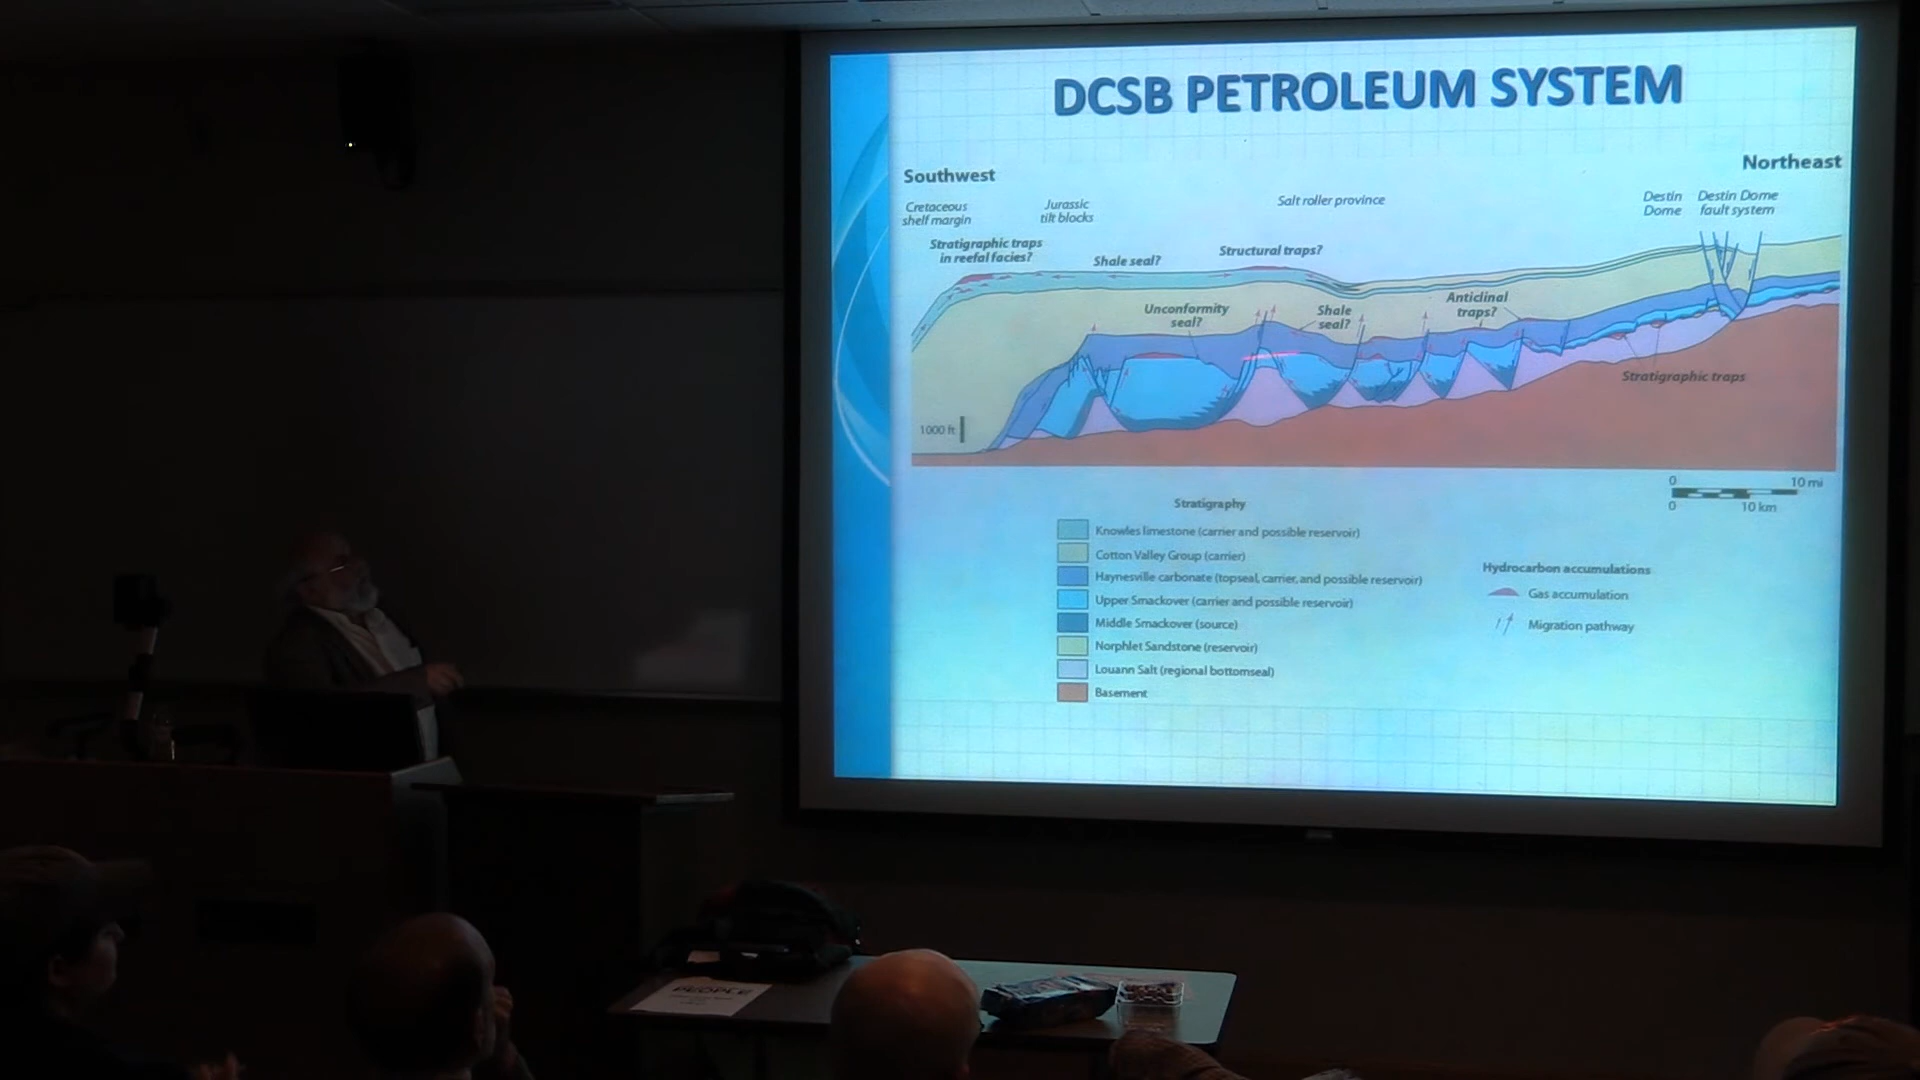 DCSB PETROLEUM SYSTEM
Southwest
Northeast
Cretaceous
shelf margin
Jurassic
tilt blocks
Salt roller province
Destin
Dome
Destin Dome
fault system
Stratigraphic traps
in reefal facies?
Shale seal?
Structural traps?
Unconformity
seal?
Shale
seal?
Anticlinal
traps?
Stratigraphic traps
1000 ft
0 10 mi
0 10 km
Stratigraphy
Knowles limestone (carrier and possible reservoir)
Cotton Valley Group (carrier)
Haynesville carbonate (topseal, carrier, and possible reservoir)
Upper Smackover (carrier and possible reservoir)
Middle Smackover (source)
Norphlet Sandstone (reservoir)
Louann Salt (regional bottomseal)
Basement
Hydrocarbon accumulations
Gas accumulation
Migration pathway
PEOPLE